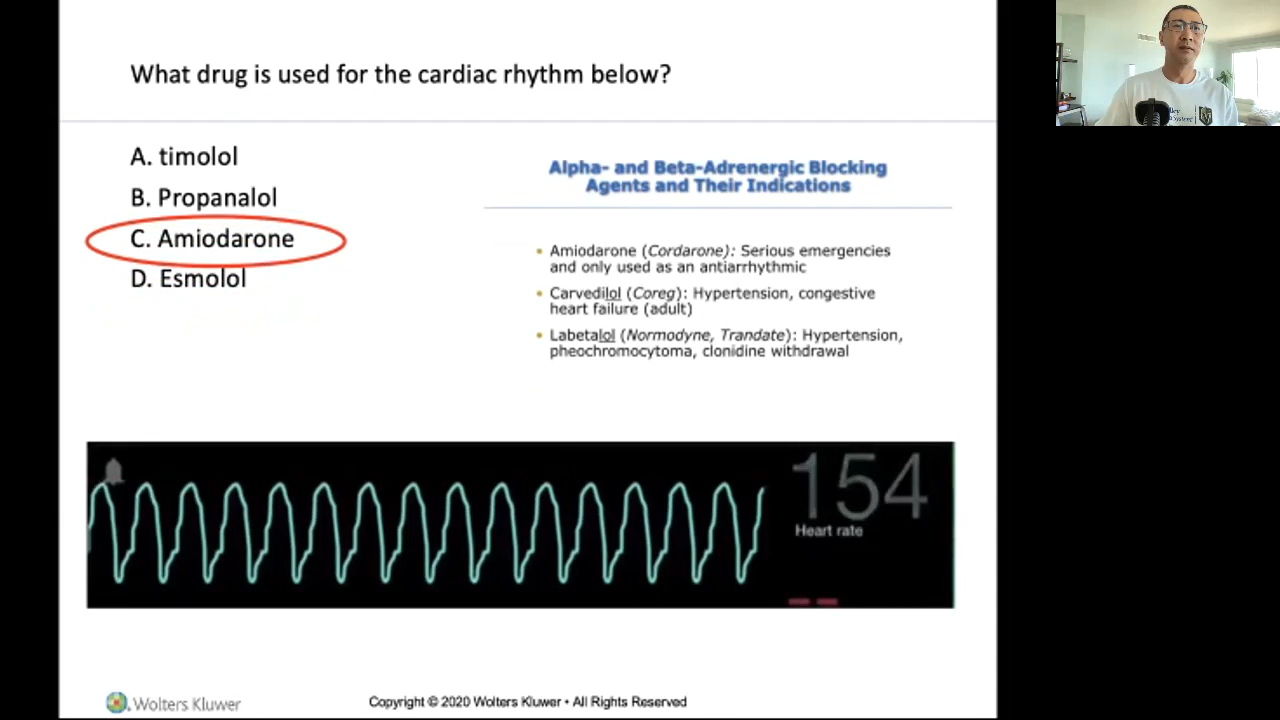 What drug is used for the cardiac rhythm below?
A. timolol
B. Propanalol
C. Amiodarone
D. Esmolol
Alpha- and Beta-Adrenergic Blocking
Agents and Their Indications
• Amiodarone (Cordarone): Serious emergencies
and only used as an antiarrhythmic
• Carvedilol (Coreg): Hypertension, congestive
heart failure (adult)
• Labetalol (Normodyne, Trandate): Hypertension,
pheochromocytoma, clonidine withdrawal
154
Heart rate
Wolters Kluwer
Copyright © 2020 Wolters Kluwer • All Rights Reserved